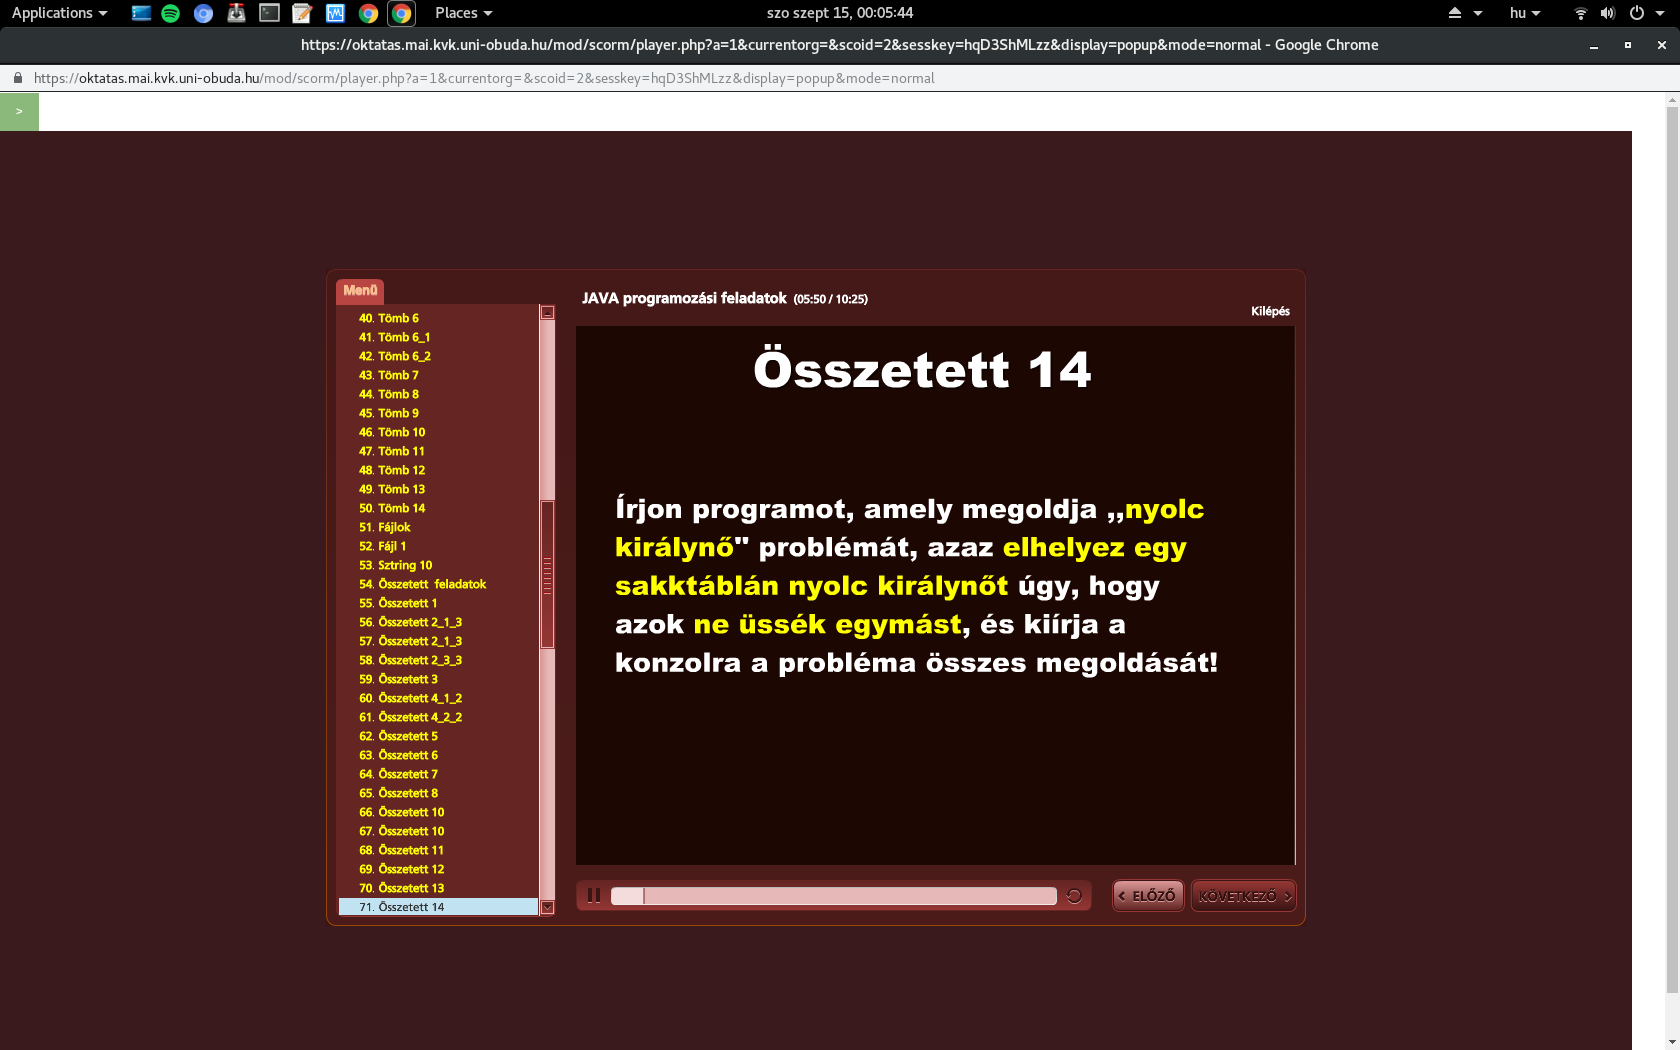 Applications
Places
szo szept 15, 00:05:44
hu
https://oktatas.mai.kvk.uni-obuda.hu/mod/scorm/player.php?a=1&currentorg=&scoid=2&sesskey=hqD3ShMLzz&display=popup&mode=normal - Google Chrome
https://oktatas.mai.kvk.uni-obuda.hu/mod/scorm/player.php?a=1&currentorg=&scoid=2&sesskey=hqD3ShMLzz&display=popup&mode=normal
>
Menü
40. Tömb 6
41. Tömb 6_1
42. Tömb 6_2
43. Tömb 7
44. Tömb 8
45. Tömb 9
46. Tömb 10
47. Tömb 11
48. Tömb 12
49. Tömb 13
50. Tömb 14
51. Fájlok
52. Fájl 1
53. Sztring 10
54. Összetett feladatok
55. Összetett 1
56. Összetett 2_1_3
57. Összetett 2_1_3
58. Összetett 2_3_3
59. Összetett 3
60. Összetett 4_1_2
61. Összetett 4_2_2
62. Összetett 5
63. Összetett 6
64. Összetett 7
65. Összetett 8
66. Összetett 10
67. Összetett 10
68. Összetett 11
69. Összetett 12
70. Összetett 13
71. Összetett 14
JAVA programozási feladatok (05:50 / 10:25)
Kilépés
Összetett 14
Írjon programot, amely megoldja ,,nyolc
királynő" problémát, azaz elhelyez egy
sakktáblán nyolc királynőt úgy, hogy
azok ne üssék egymást, és kiírja a
konzolra a probléma összes megoldását!
< ELŐZŐ
KÖVETKEZŐ >